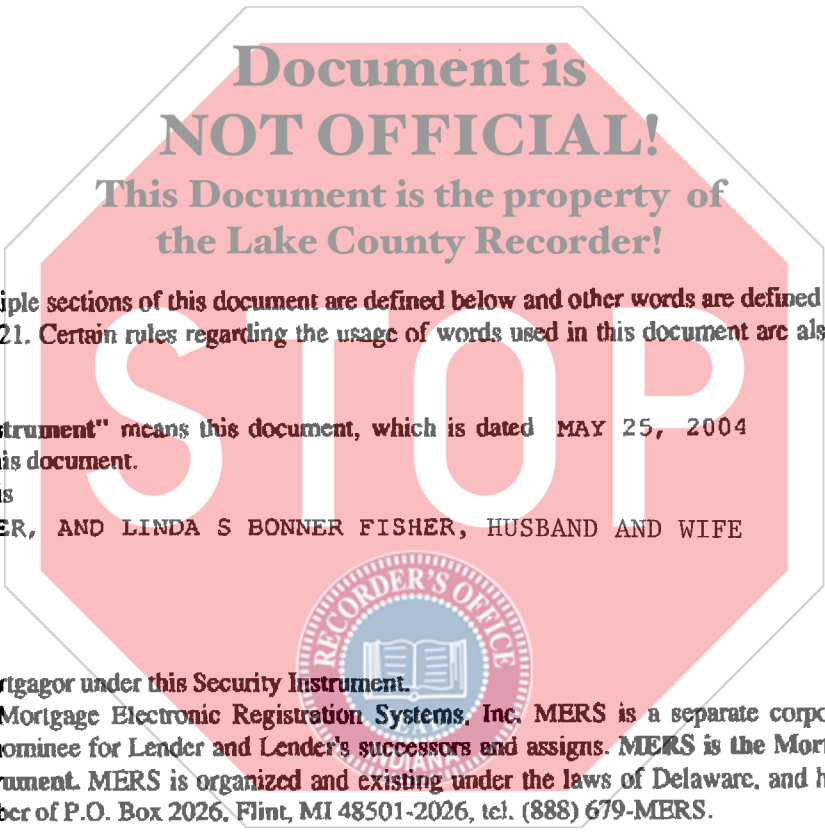 Document is
NOT OFFICIAL!
This Document is the property of
the Lake County Recorder!
iple sections of this document are defined below and other words are defined
21. Certain rules regarding the usage of words used in this document are als
STOP
trument" means this document, which is dated MAY 25, 2004
is document.
is
ER, AND LINDA S BONNER FISHER, HUSBAND AND WIFE
RECORDER'S OFFICE
rtgagor under this Security Instrument.
Mortgage Electronic Registration Systems, Inc. MERS is a separate corpo
ominee for Lender and Lender's successors and assigns. MERS is the Mort
INDIANA
rument. MERS is organized and existing under the laws of Delaware, and h
ber of P.O. Box 2026, Flint, MI 48501-2026, tel. (888) 679-MERS.